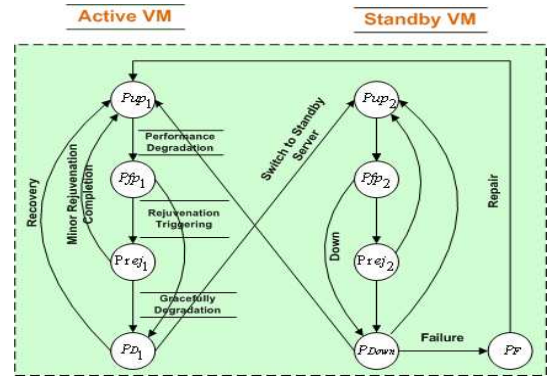 Active VM
Standby VM
Pup1
Pup2
Performance
Degradation
Switch to Standby
Server
Recovery
Minor Rejuvenation
Completion
Pfp1
Pfp2
Repair
Rejuvenation
Triggering
Down
Prej1
Prej2
Gracefully
Degradation
PD1
PDown
Failure
PF